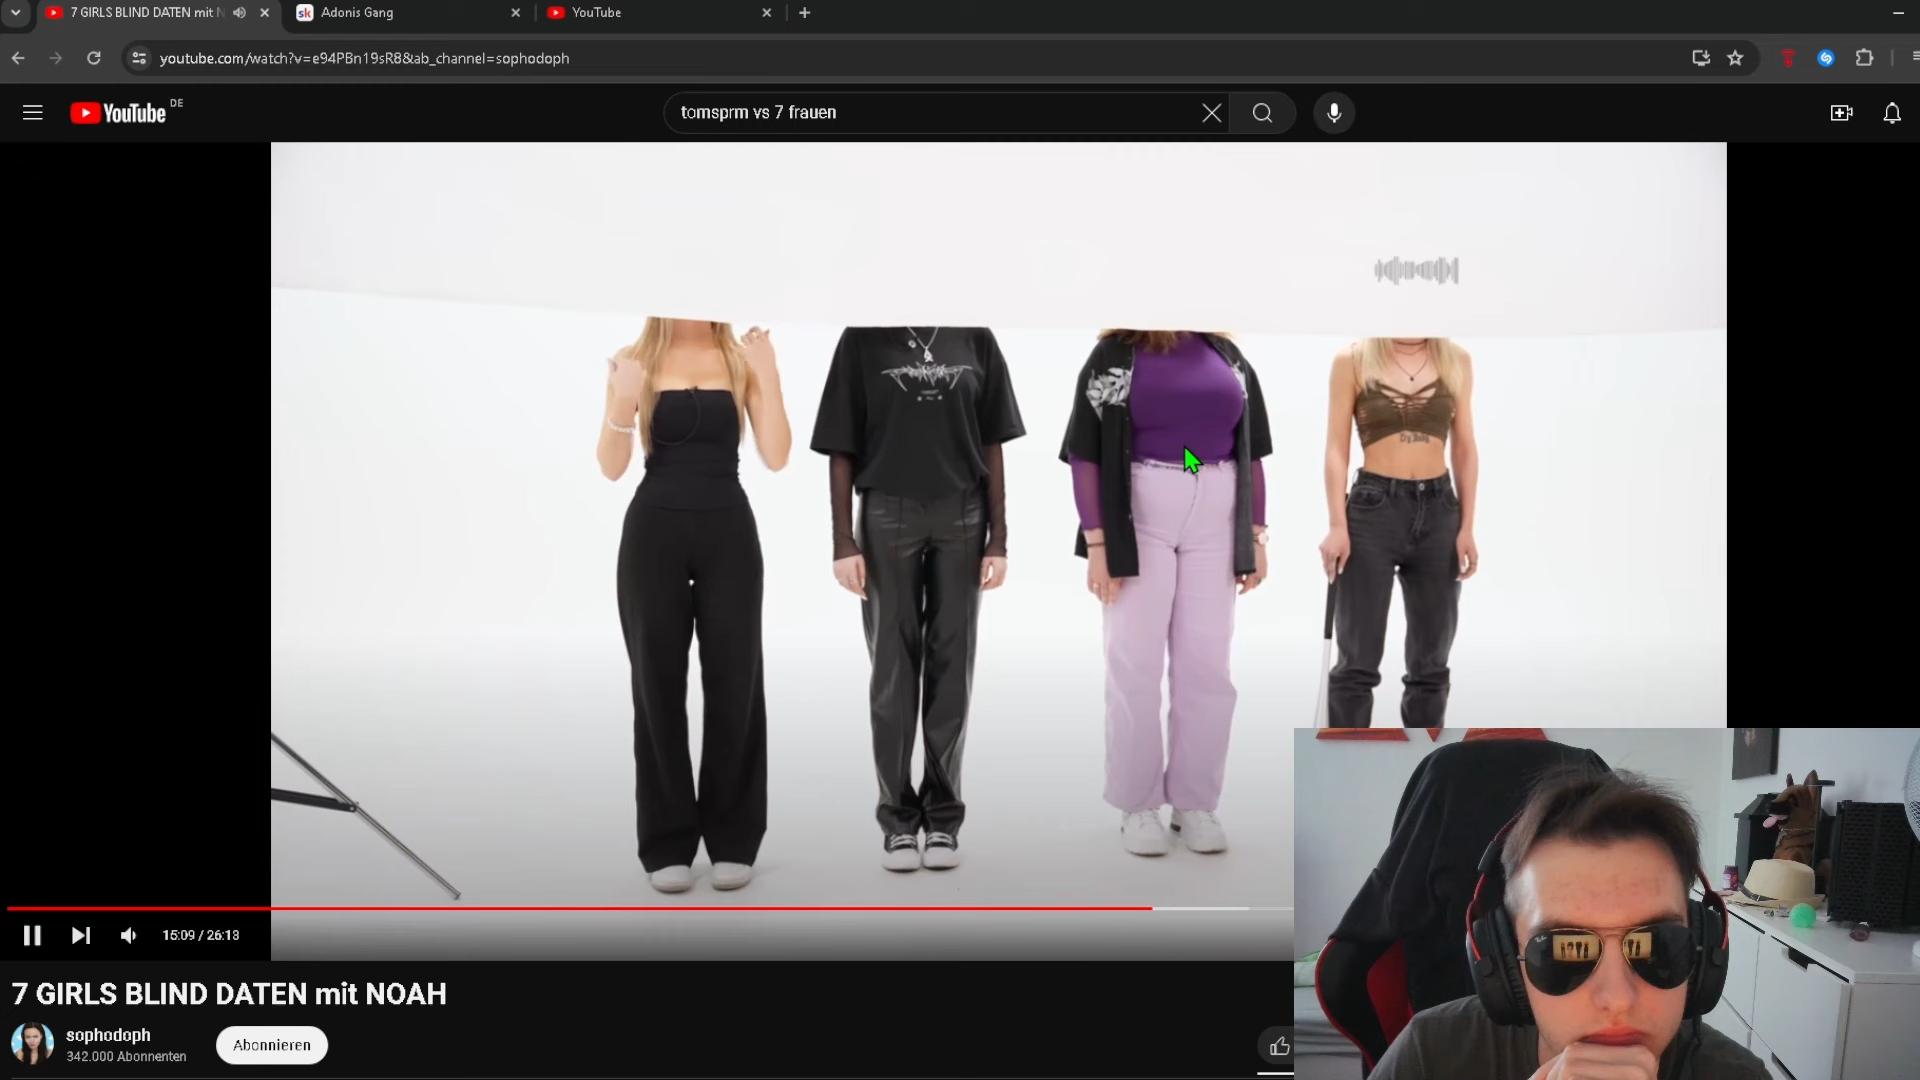 7 GIRLS BLIND DATEN mit N
Adonis Gang
YouTube
youtube.com/watch?v=e94PBn19sR8&ab_channel=sophodoph
YouTube DE
tomsprm vs 7 frauen
15:09 / 26:13
7 GIRLS BLIND DATEN mit NOAH
sophodoph
342.000 Abonnenten
Abonnieren